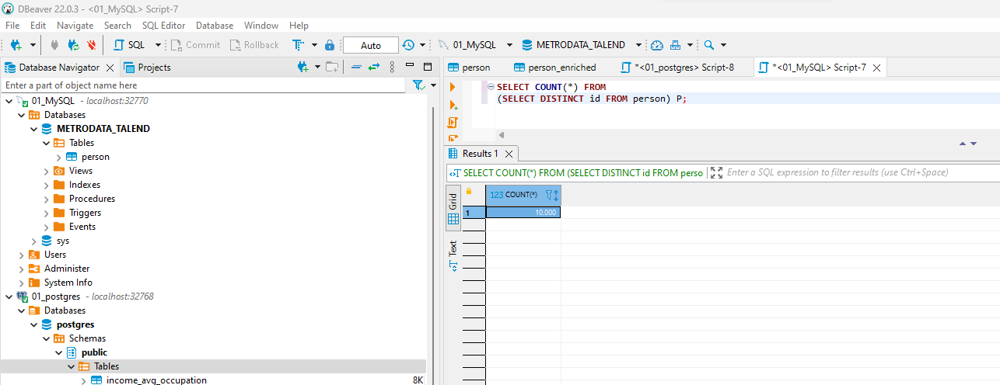 DBeaver 22.0.3 - <01_MySQL> Script-7
File Edit Navigate Search SQL Editor Database Window Help
SQL Commit Rollback Auto 01_MySQL METRODATA_TALEND
Database Navigator Projects
Enter a part of object name here
01_MySQL - localhost:32770
Databases
METRODATA_TALEND
Tables
person
Views
Indexes
Procedures
Triggers
Events
sys
Users
Administer
System Info
01_postgres - localhost:32768
Databases
postgres
Schemas
public
Tables
income_avg_occupation 8K
person person_enriched *<01_postgres> Script-8 *<01_MySQL> Script-7
SELECT COUNT(*) FROM
(SELECT DISTINCT id FROM person) P;
Results 1
SELECT COUNT(*) FROM (SELECT DISTINCT id FROM perso Enter a SQL expression to filter results (use Ctrl+Space)
Grid
Text
123 COUNT(*)
1 10,000